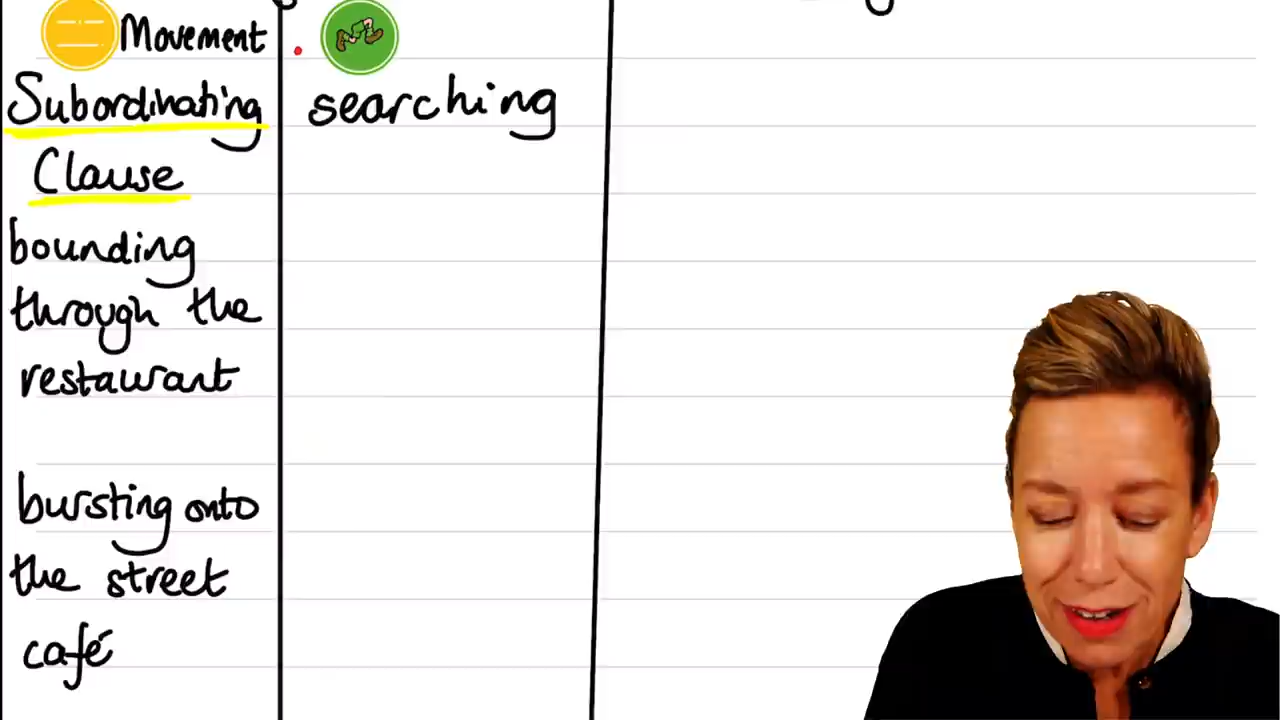 Movement
Subordinating searching
Clause
bounding
through the
restaurant
bursting onto
the street
café